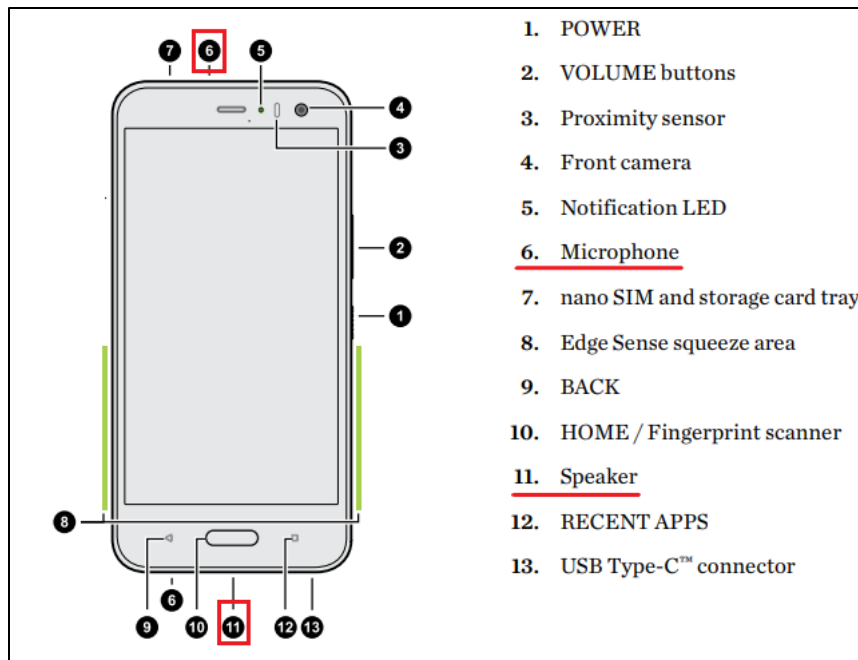 7 6 5
4
3
2
1
8
9 6 10 11 12 13
1. POWER
2. VOLUME buttons
3. Proximity sensor
4. Front camera
5. Notification LED
6. Microphone
7. nano SIM and storage card tray
8. Edge Sense squeeze area
9. BACK
10. HOME / Fingerprint scanner
11. Speaker
12. RECENT APPS
13. USB Type-C™ connector